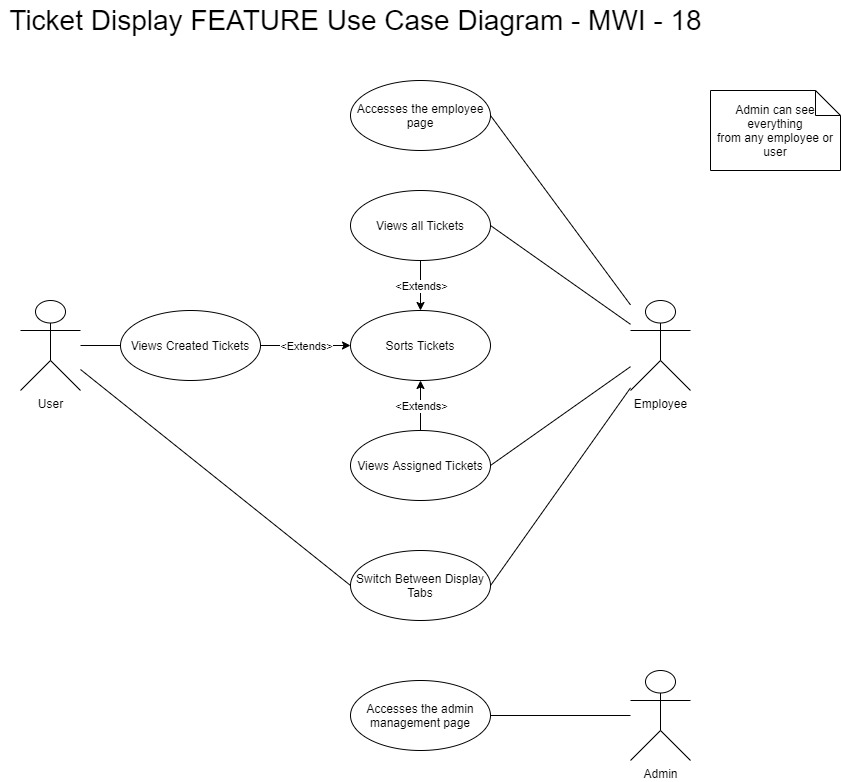 Ticket Display FEATURE Use Case Diagram - MWI - 18
Accesses the employee
page
Admin can see
everything
from any employee or
user
Views all Tickets
<Extends>
Views Created Tickets
<Extends>
Sorts Tickets
User
Employee
<Extends>
Views Assigned Tickets
Switch Between Display
Tabs
Accesses the admin
management page
Admin